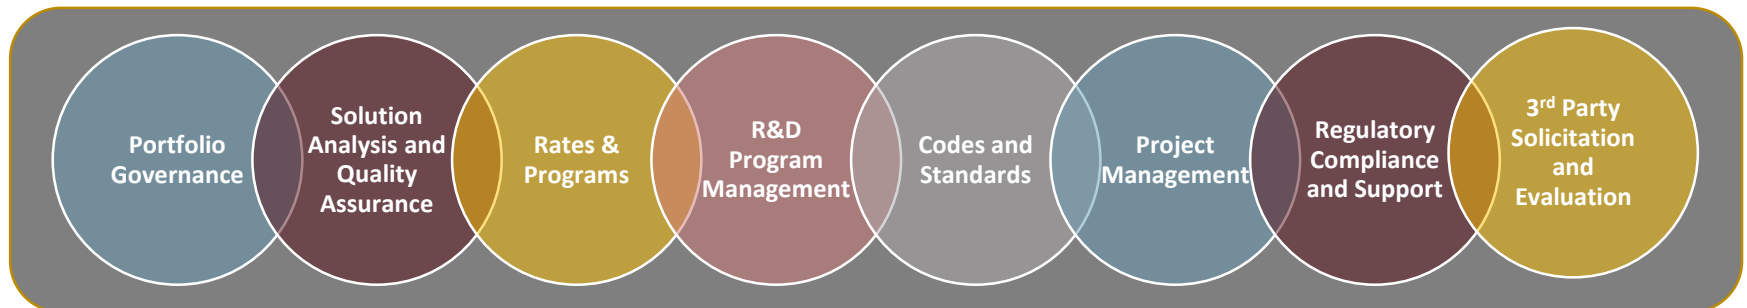 Portfolio
Governance
Solution
Analysis and
Quality
Assurance
Rates &
Programs
R&D
Program
Management
Codes and
Standards
Project
Management
Regulatory
Compliance
and Support
3rd Party
Solicitation
and
Evaluation